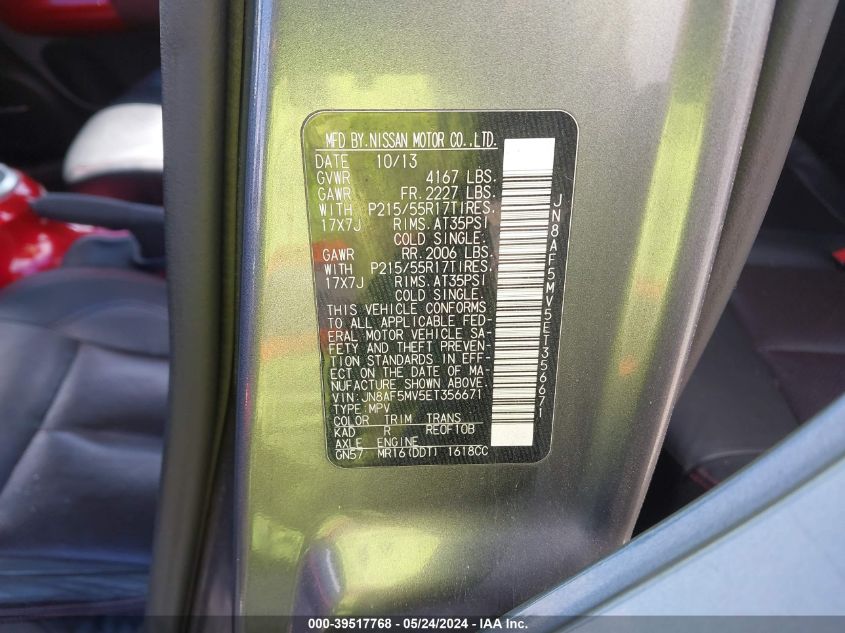 MFD BY.NISSAN MOTOR CO.,LTD.
DATE 10/13
GVWR 4167 LBS.
GAWR FR.2227 LBS.
WITH P215/55R17TIRES.
17X7J RIMS.AT35PSI
COLD SINGLE.
GAWR RR.2006 LBS.
WITH P215/55R17TIRES.
17X7J RIMS.AT35PSI
COLD SINGLE.
THIS VEHICLE CONFORMS
TO ALL APPLICABLE FED-
ERAL MOTOR VEHICLE SA-
FETY AND THEFT PREVEN-
TION STANDARDS IN EFF-
ECT ON THE DATE OF MA-
NUFACTURE SHOWN ABOVE.
VIN:JN8AF5MV5ET356671
TYPE:MPV
COLOR TRIM TRANS
KAD R RE0F10B
AXLE ENGINE
GN57 MR16(DDT) 1618CC
JN8AF5MV5ET356671
000-39517768 - 05/24/2024 - IAA Inc.